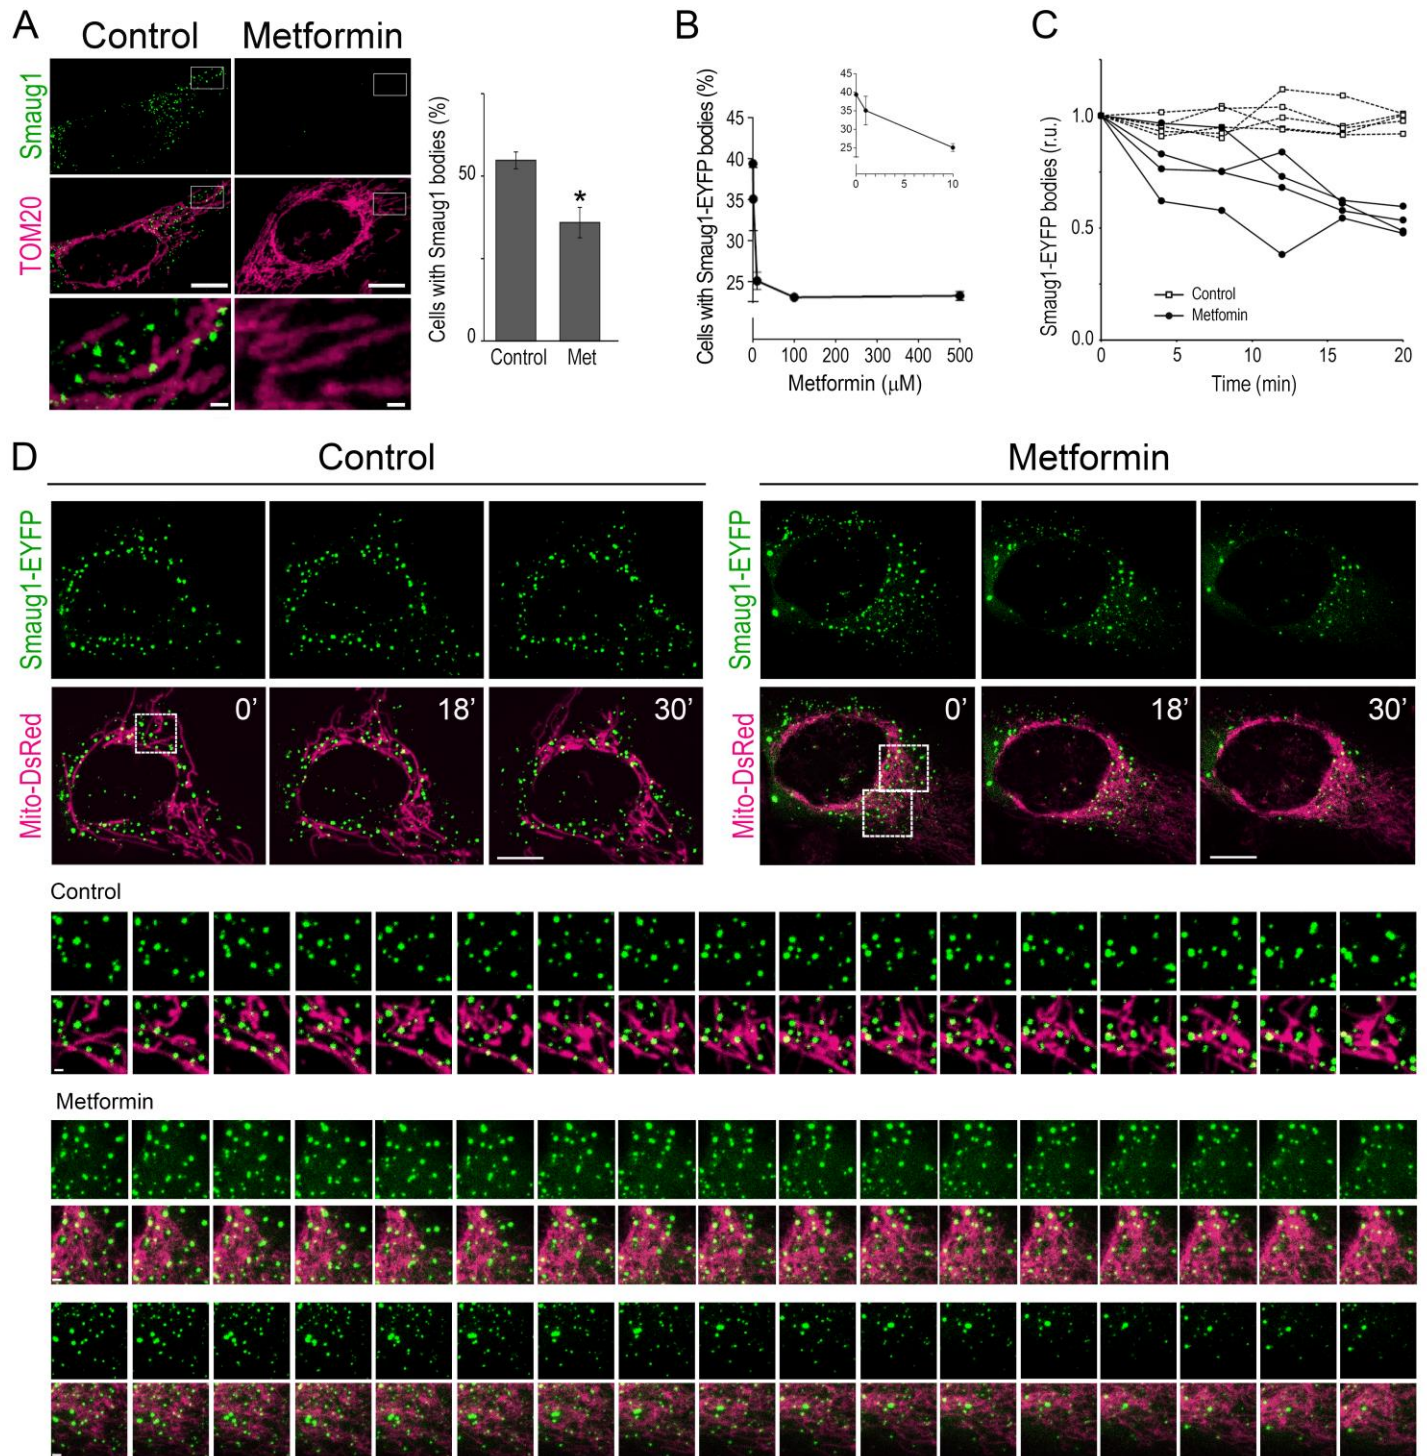 A
Control
Metformin
Smaug1
TOM20
Cells with Smaug1 bodies (%)
50
0
Control
Met
*
B
Cells with Smaug1-EYFP bodies (%)
45
40
35
30
25
0
100
200
300
400
500
Metformin (μM)
45
40
35
30
25
0
5
10
C
Smaug1-EYFP bodies (r.u.)
1.0
0.5
0.0
Control
Metfomin
0
5
10
15
20
Time (min)
D
Control
Metformin
Smaug1-EYFP
Smaug1-EYFP
Mito-DsRed
0’
18’
30’
Mito-DsRed
0’
18’
30’
Control
Metformin